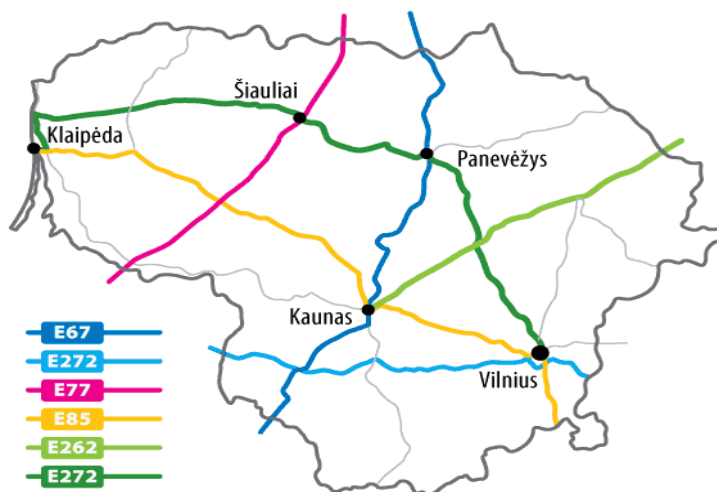 Šiauliai
Klaipėda
Panevėžys
Kaunas
Vilnius
E67
E272
E77
E85
E262
E272